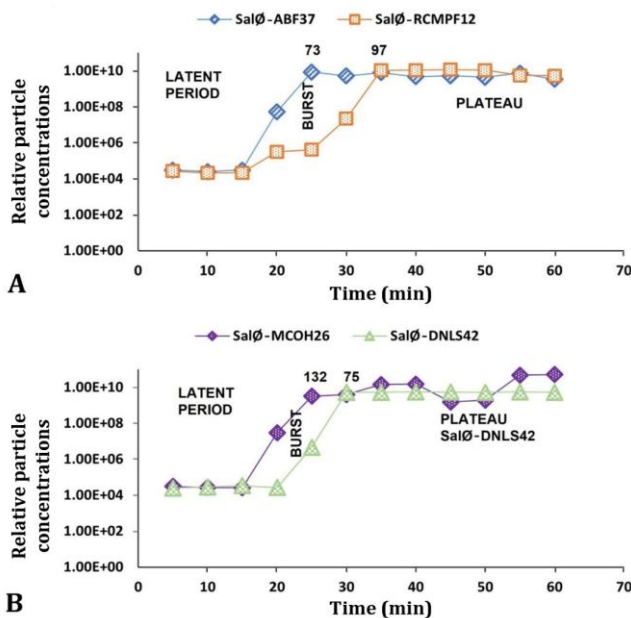 SalØ-ABF37 SalØ-RCMPF12
73 97
1.00E+10
LATENT
PERIOD
1.00E+08
BURST
PLATEAU
1.00E+06
1.00E+04
1.00E+02
1.00E+00
Relative particle
concentrations
0 10 20 30 40 50 60 70
A
Time (min)
SalØ-MCOH26 SalØ-DNLS42
132 75
1.00E+10
LATENT
PERIOD
1.00E+08
BURST
PLATEAU
SalØ-DNLS42
1.00E+06
1.00E+04
1.00E+02
1.00E+00
Relative particle
concentrations
0 10 20 30 40 50 60 70
B
Time (min)